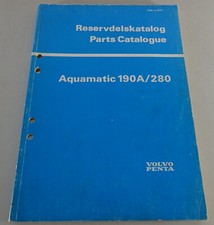 Reservdelskatalog
Parts Catalogue
Aquamatic 190A/280
VOLVO
PENTA